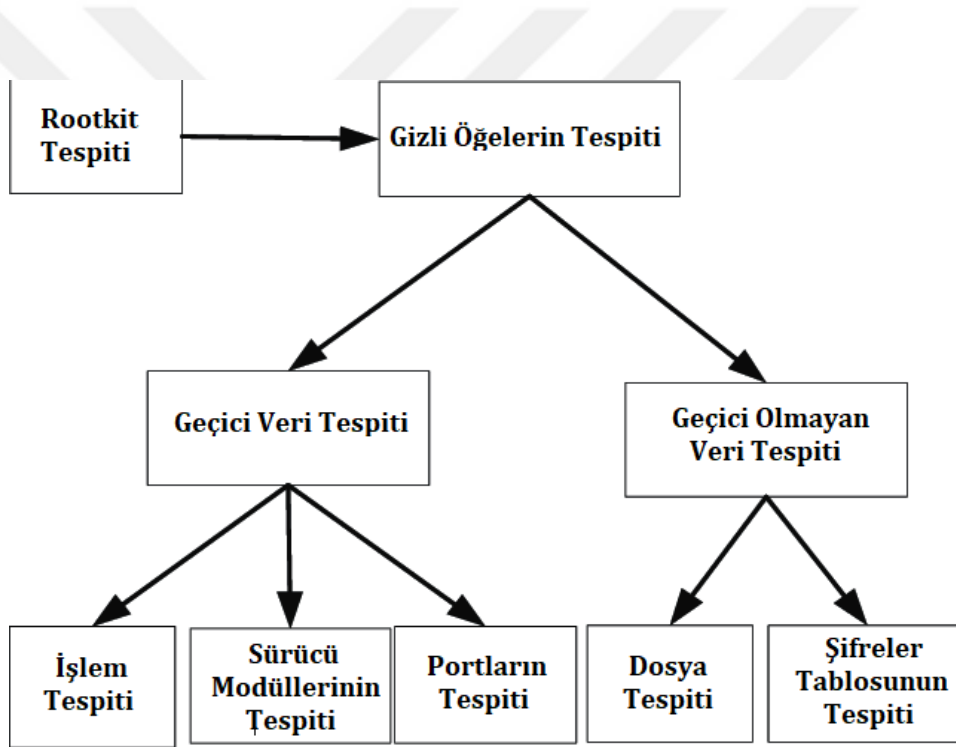 Rootkit
Tespiti
Gizli Öğelerin Tespiti
Geçici Veri Tespiti
Geçici Olmayan
Veri Tespiti
İşlem
Tespiti
Sürücü
Modüllerinin
Tespiti
Portların
Tespiti
Dosya
Tespiti
Şifreler
Tablosunun
Tespiti